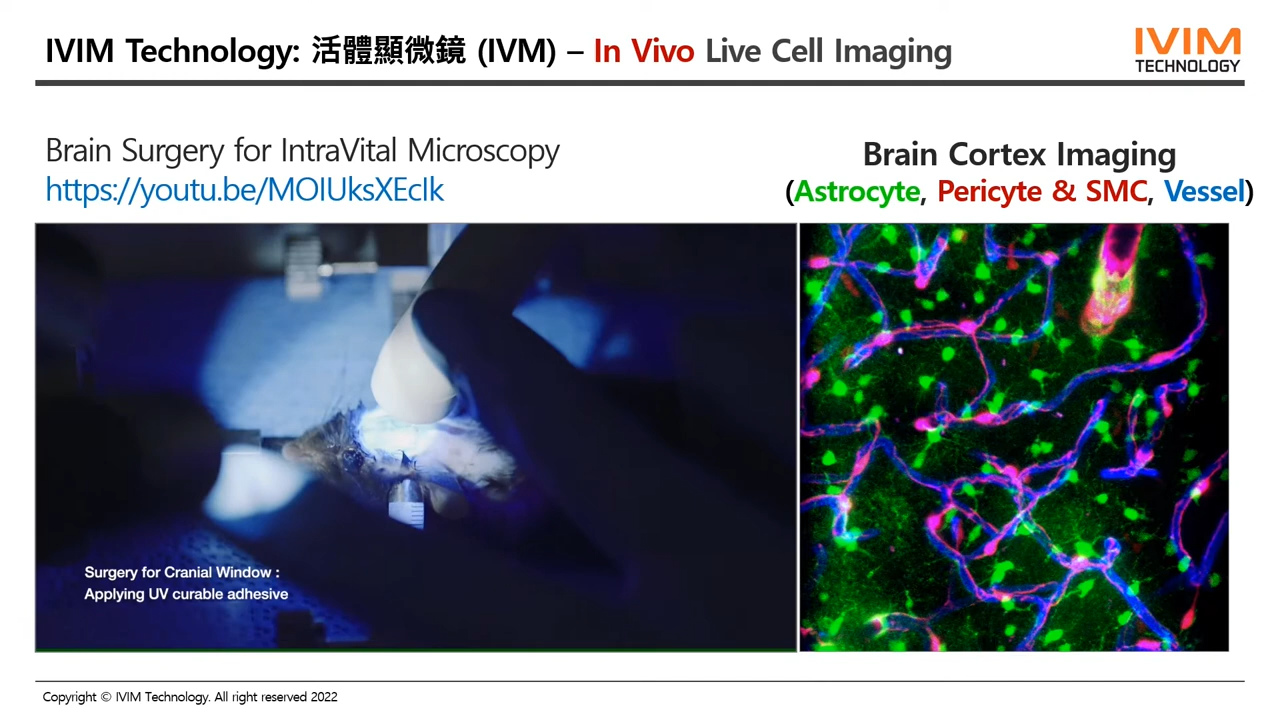 IVIM Technology: 活體顯微鏡 (IVM) – In Vivo Live Cell Imaging
IVIM
TECHNOLOGY
Brain Surgery for IntraVital Microscopy
https://youtu.be/MOIUksXEcIk
Brain Cortex Imaging
(Astrocyte, Pericyte & SMC, Vessel)
Surgery for Cranial Window :
Applying UV curable adhesive
Copyright © IVIM Technology. All right reserved 2022